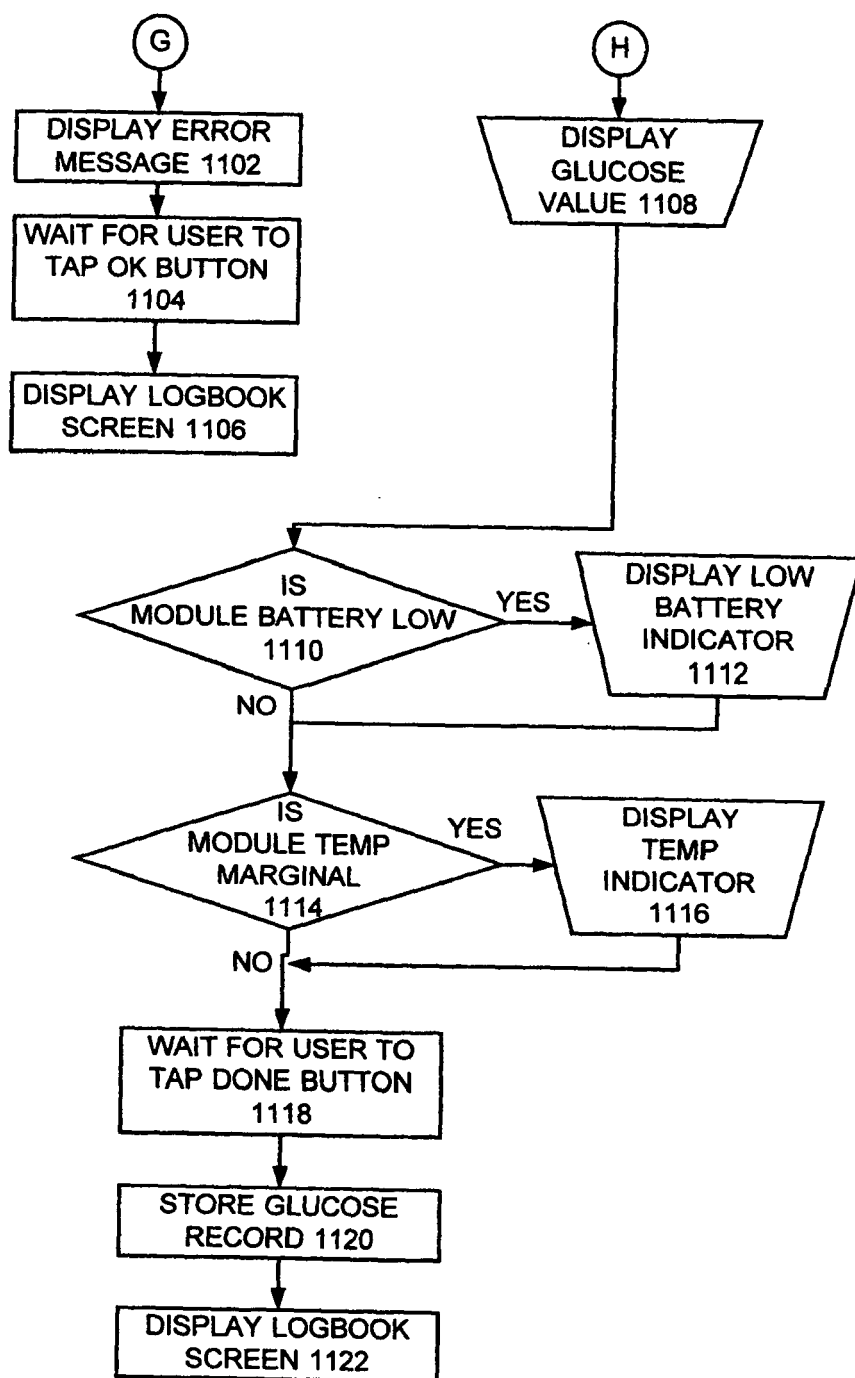 G
DISPLAY ERROR
MESSAGE 1102
WAIT FOR USER TO
TAP OK BUTTON
1104
DISPLAY LOGBOOK
SCREEN 1106
H
DISPLAY
GLUCOSE
VALUE 1108
IS
MODULE BATTERY LOW
1110
YES
DISPLAY LOW
BATTERY
INDICATOR
1112
NO
IS
MODULE TEMP
MARGINAL
1114
YES
DISPLAY
TEMP
INDICATOR
1116
NO
WAIT FOR USER TO
TAP DONE BUTTON
1118
STORE GLUCOSE
RECORD 1120
DISPLAY LOGBOOK
SCREEN 1122